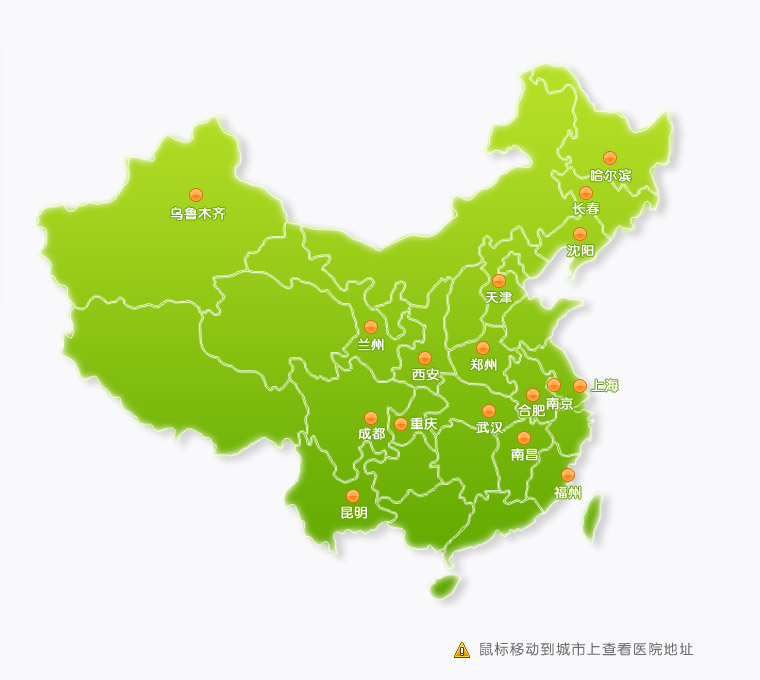 哈尔滨
长春
乌鲁木齐
沈阳
天津
兰州
郑州
西安
上海
南京
合肥
重庆
武汉
成都
南昌
福州
昆明
鼠标移动到城市上查看医院地址